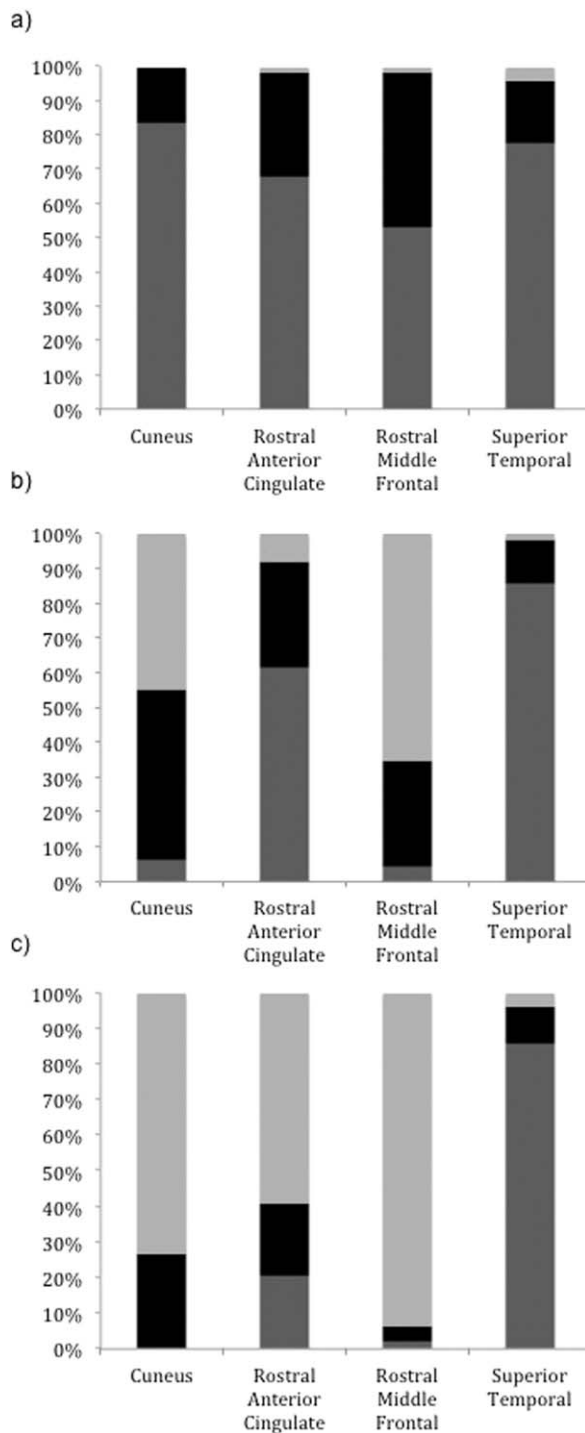 a)
100%
90%
80%
70%
60%
50%
40%
30%
20%
10%
0%
Cuneus
Rostral
Anterior
Cingulate
Rostral
Middle
Frontal
Superior
Temporal
b)
100%
90%
80%
70%
60%
50%
40%
30%
20%
10%
0%
Cuneus
Rostral
Anterior
Cingulate
Rostral
Middle
Frontal
Superior
Temporal
c)
100%
90%
80%
70%
60%
50%
40%
30%
20%
10%
0%
Cuneus
Rostral
Anterior
Cingulate
Rostral
Middle
Frontal
Superior
Temporal